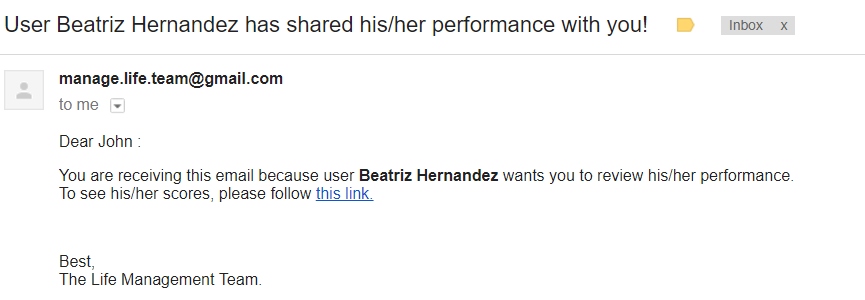 User Beatriz Hernandez has shared his/her performance with you!
Inbox x
manage.life.team@gmail.com
to me
Dear John :
You are receiving this email because user Beatriz Hernandez wants you to review his/her performance.
To see his/her scores, please follow this link.
Best,
The Life Management Team.